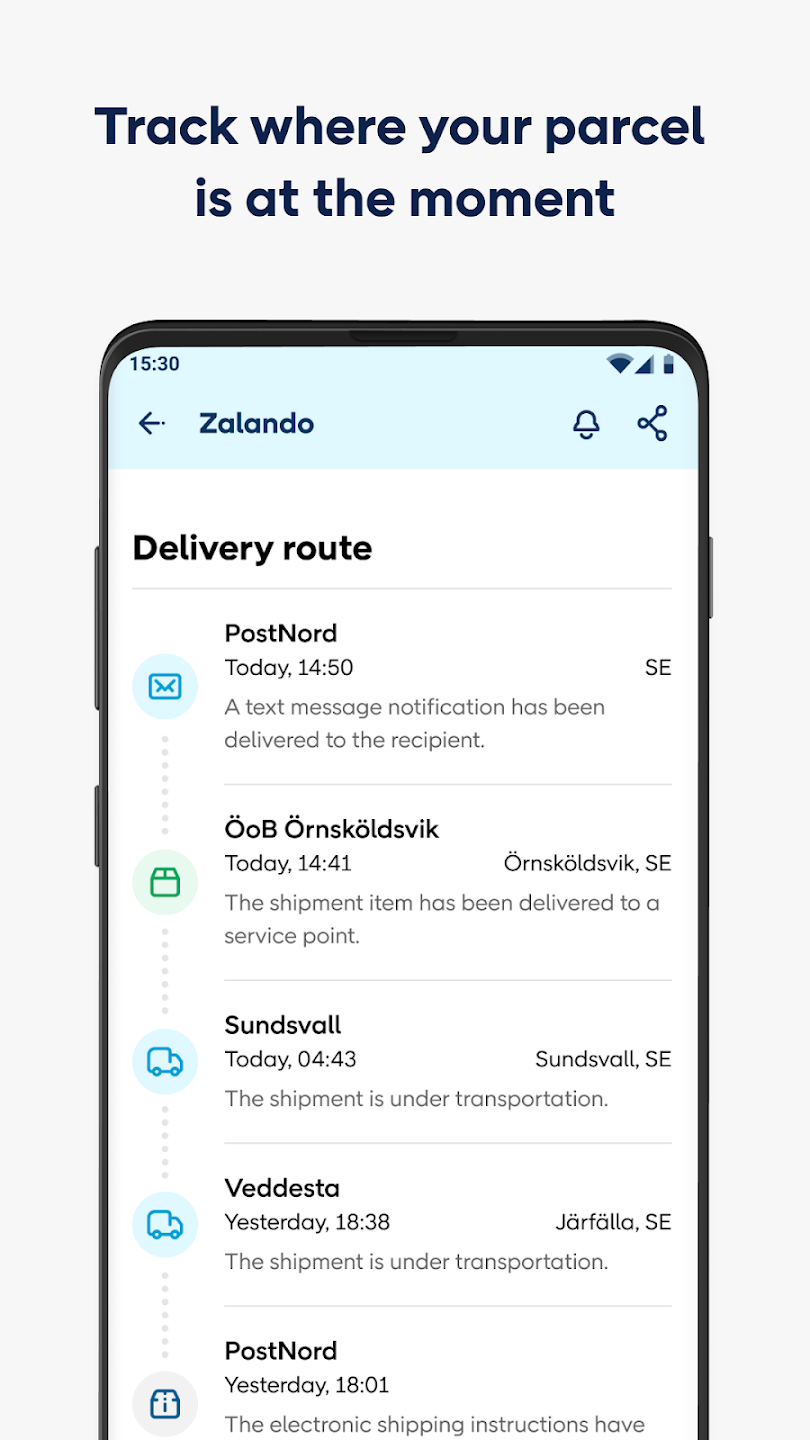 Track where your parcel
is at the moment
15:30
Zalando
Delivery route
PostNord
Today, 14:50 SE
A text message notification has been
delivered to the recipient.
ÖoB Örnsköldsvik
Today, 14:41 Örnsköldsvik, SE
The shipment item has been delivered to a
service point.
Sundsvall
Today, 04:43 Sundsvall, SE
The shipment is under transportation.
Veddesta
Yesterday, 18:38 Järfälla, SE
The shipment is under transportation.
PostNord
Yesterday, 18:01
The electronic shipping instructions have